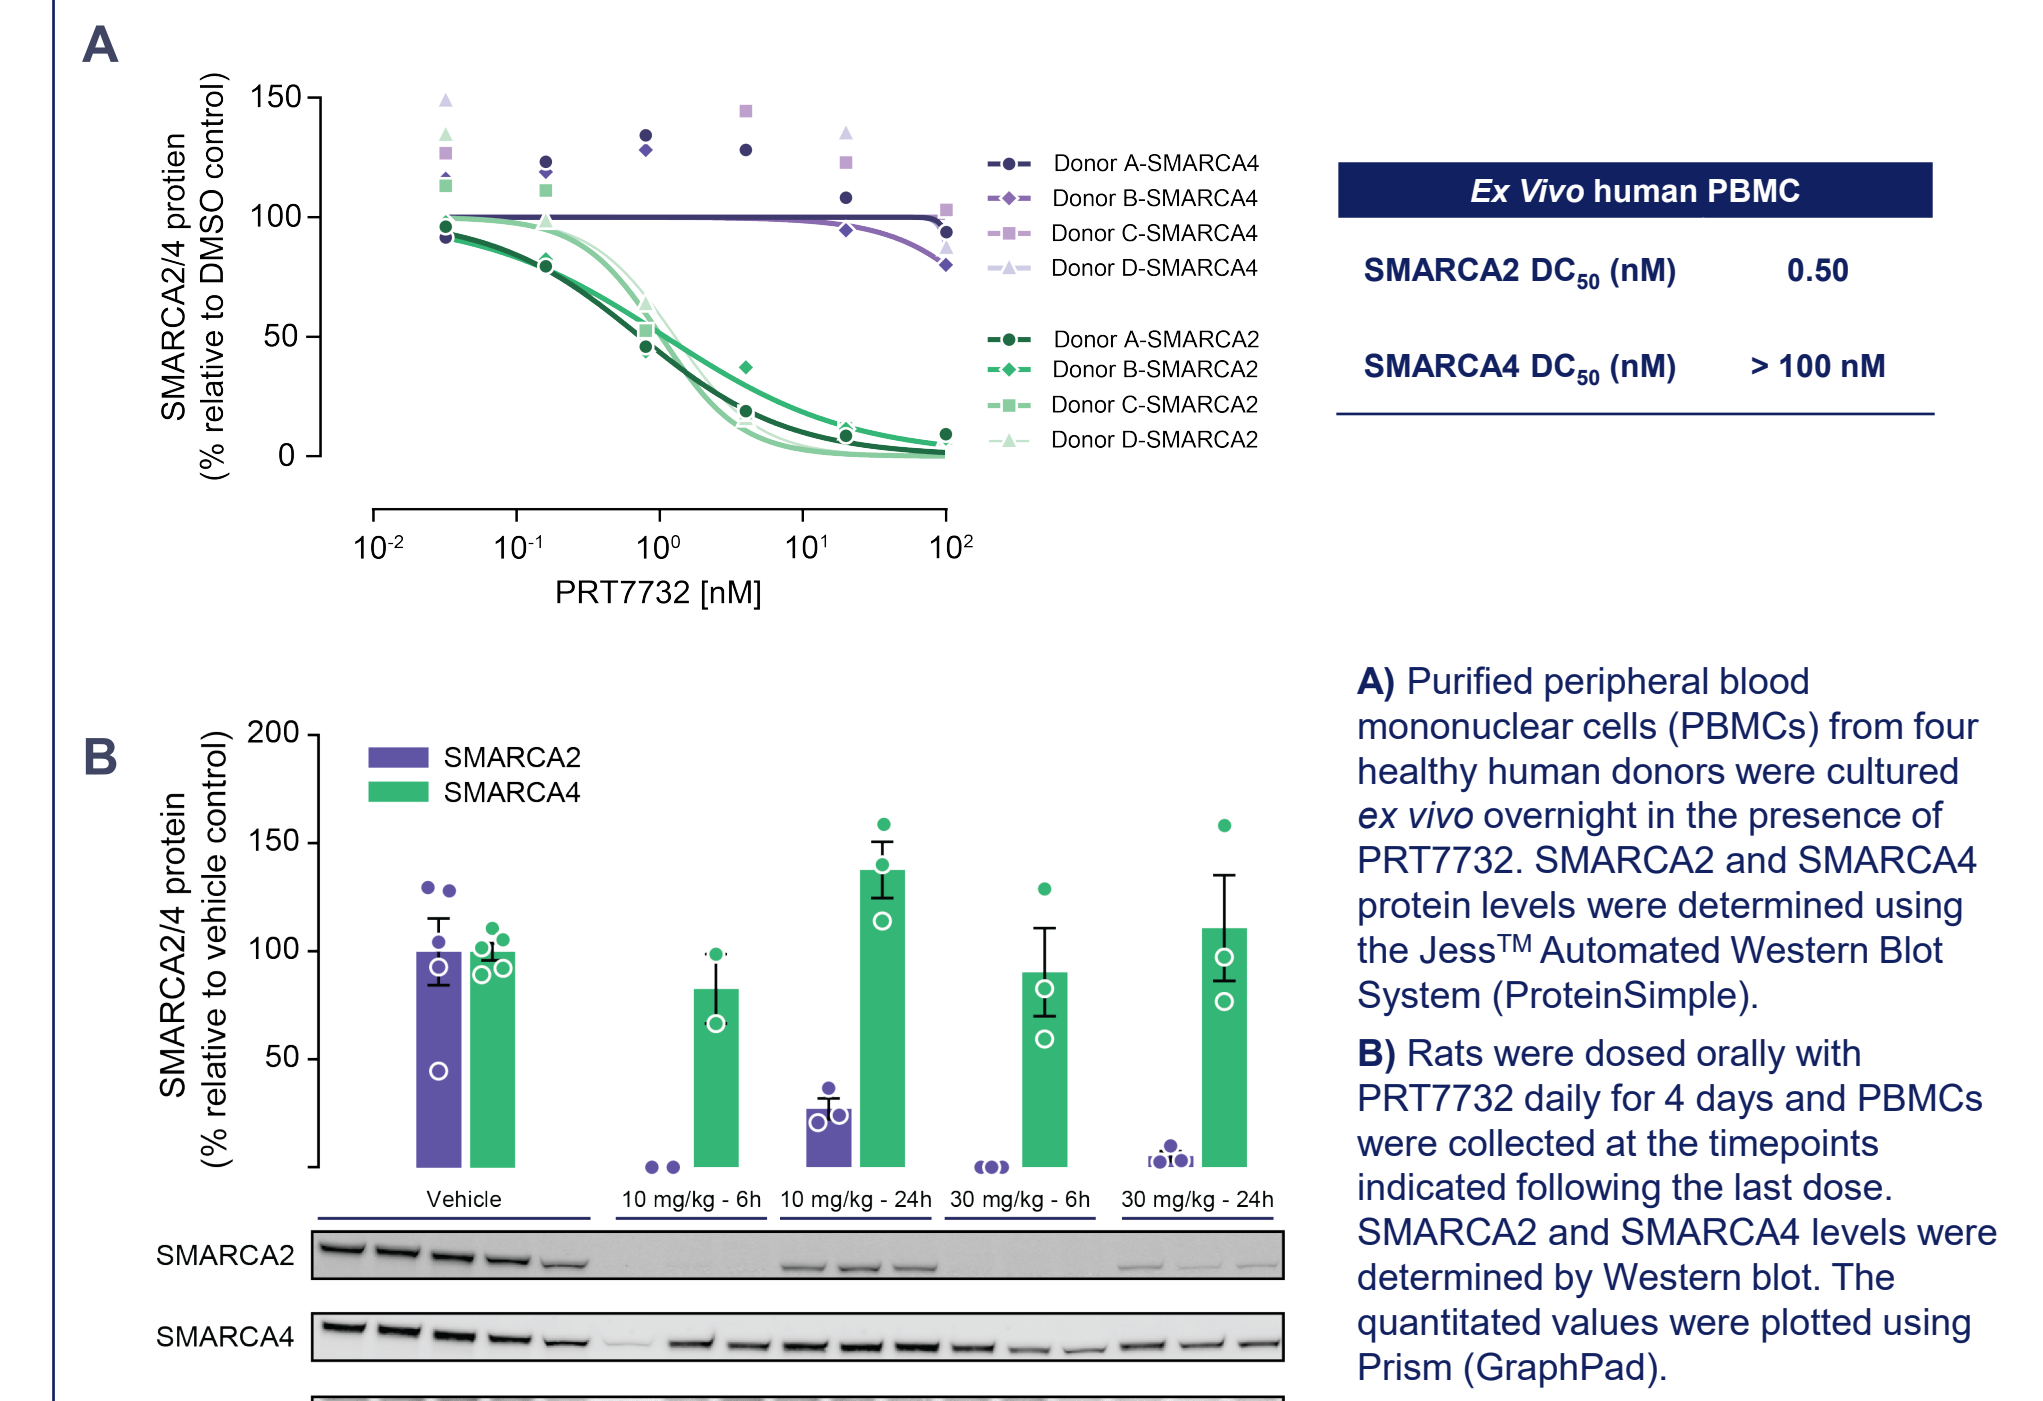 A
SMARCA2/4 protien
(% relative to DMSO control)
150
100
50
0
10-2
10-1
100
101
102
PRT7732 [nM]
Donor A-SMARCA4
Donor B-SMARCA4
Donor C-SMARCA4
Donor D-SMARCA4
Donor A-SMARCA2
Donor B-SMARCA2
Donor C-SMARCA2
Donor D-SMARCA2
Ex Vivo human PBMC
SMARCA2 DC50 (nM) 0.50
SMARCA4 DC50 (nM) > 100 nM
B
SMARCA2/4 protein
(% relative to vehicle control)
200
150
100
50
SMARCA2
SMARCA4
Vehicle
10 mg/kg - 6h
10 mg/kg - 24h
30 mg/kg - 6h
30 mg/kg - 24h
SMARCA2
SMARCA4
A) Purified peripheral blood
mononuclear cells (PBMCs) from four
healthy human donors were cultured
ex vivo overnight in the presence of
PRT7732. SMARCA2 and SMARCA4
protein levels were determined using
the Jess™ Automated Western Blot
System (ProteinSimple).
B) Rats were dosed orally with
PRT7732 daily for 4 days and PBMCs
were collected at the timepoints
indicated following the last dose.
SMARCA2 and SMARCA4 levels were
determined by Western blot. The
quantitated values were plotted using
Prism (GraphPad).